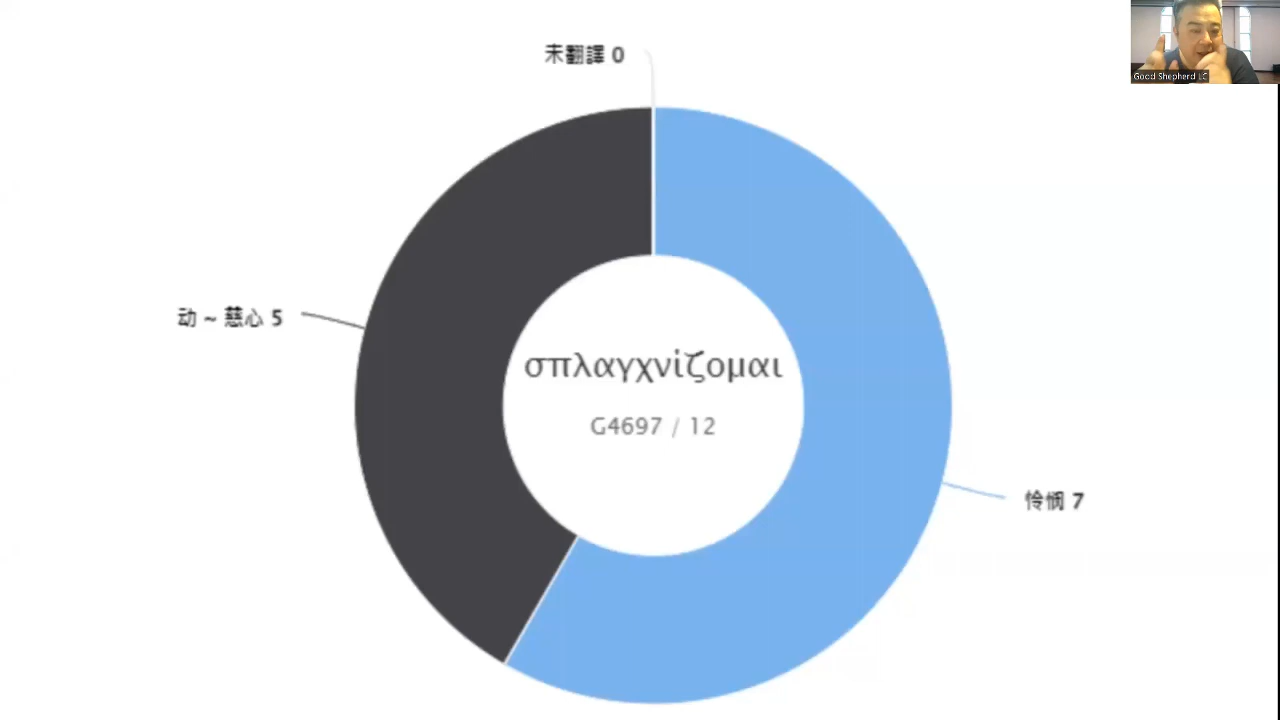 Good Shepherd LC
未翻譯 0
动 ~ 慈心 5
σπλαγχνίζομαι
G4697 / 12
怜悯 7